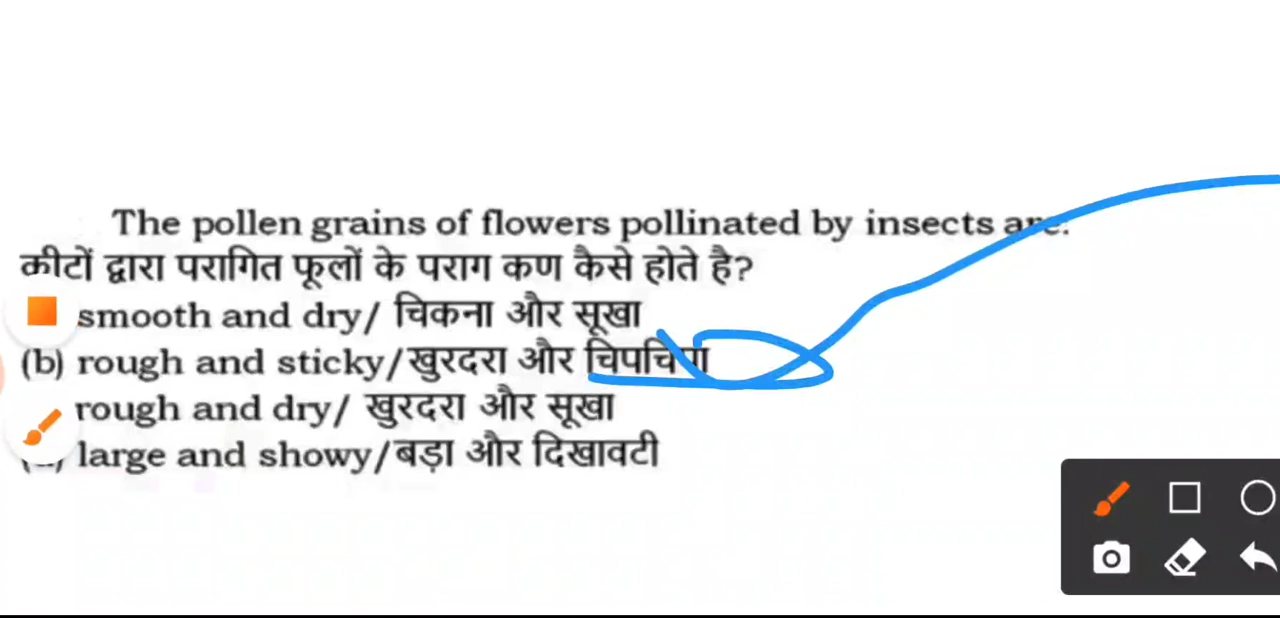 The pollen grains of flowers pollinated by insects are:
कीटों द्वारा परागित फूलों के पराग कण कैसे होते है?
smooth and dry/ चिकना और सूखा
(b) rough and sticky/खुरदरा और चिपचिपा
rough and dry/ खुरदरा और सूखा
large and showy/बड़ा और दिखावटी